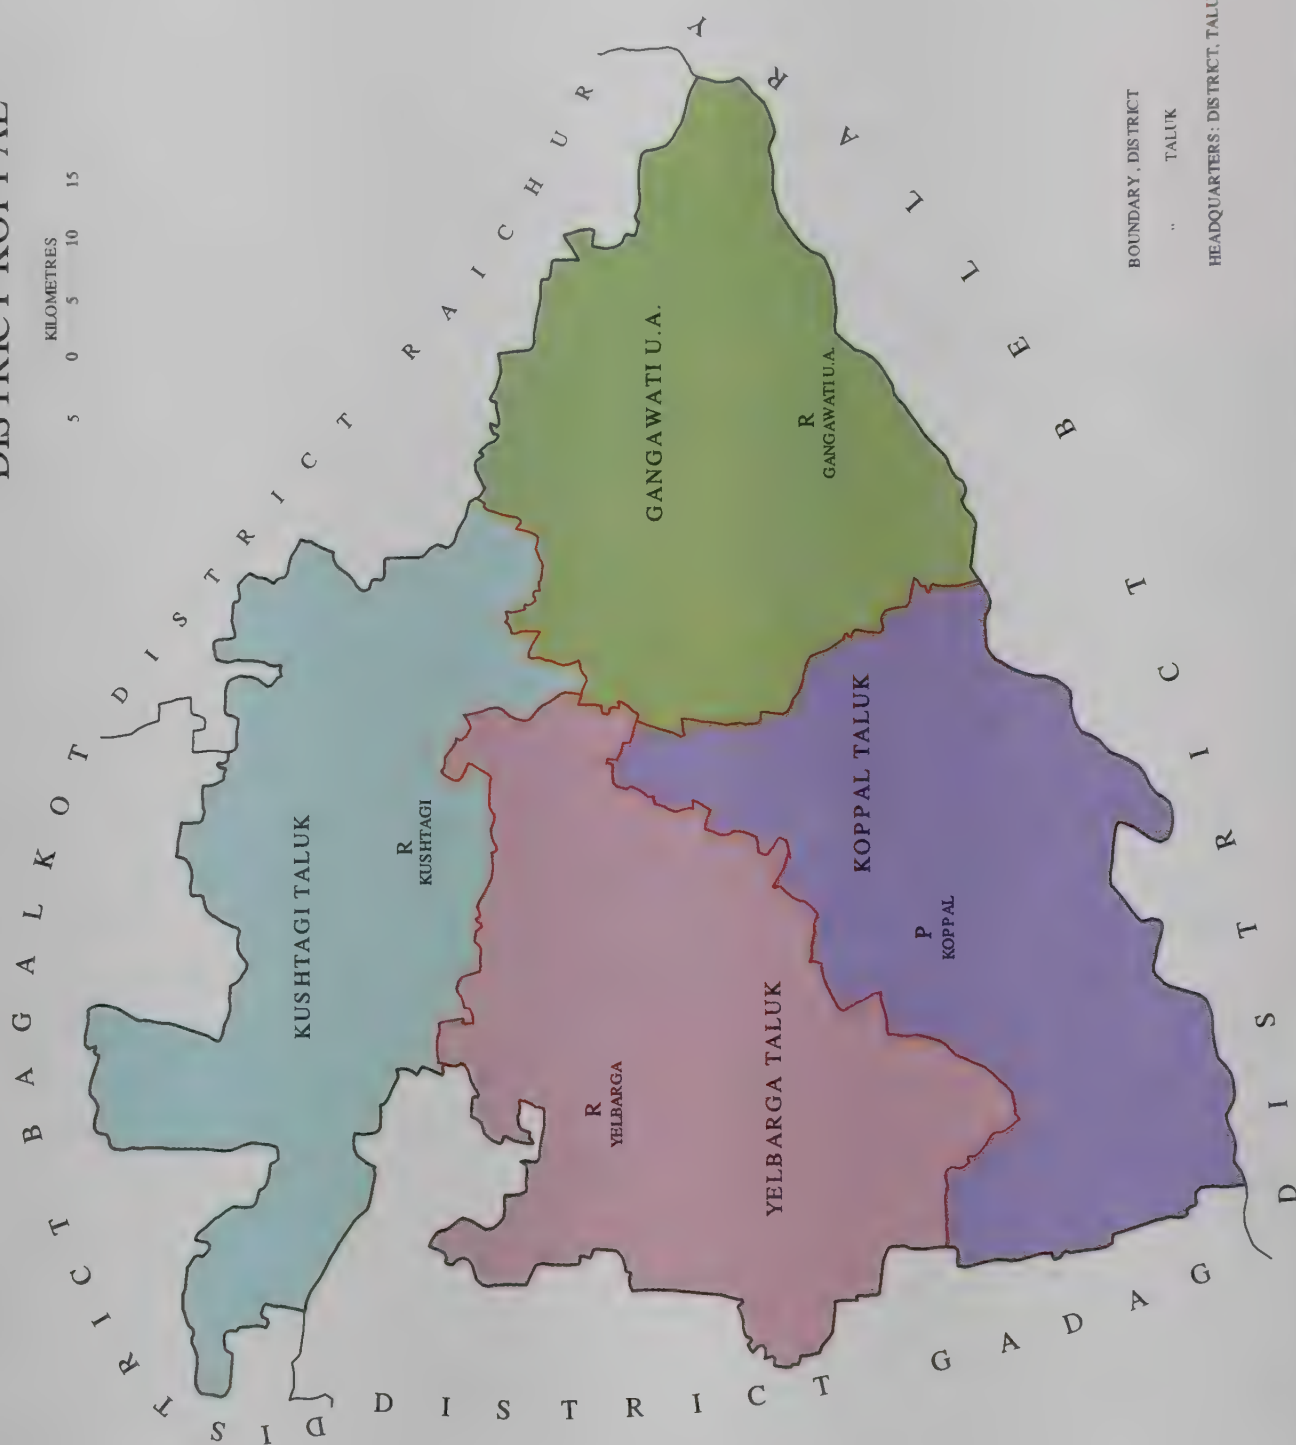 DISTRICT KOPPAL
KILOMETRES
5 0 5 10 15
DISTRICT BAGALKOT
DISTRICT RAICHUR
KUSHTAGI TALUK
R
KUSHTAGI
GANGAWATI U.A.
R
GANGAWATI U.A.
R
YELBARGA
YELBARGA TALUK
KOPPAL TALUK
P
KOPPAL
DISTRICT GADAG
DISTRICT BELLARY
BOUNDARY, DISTRICT
" TALUK
HEADQUARTERS: DISTRICT,